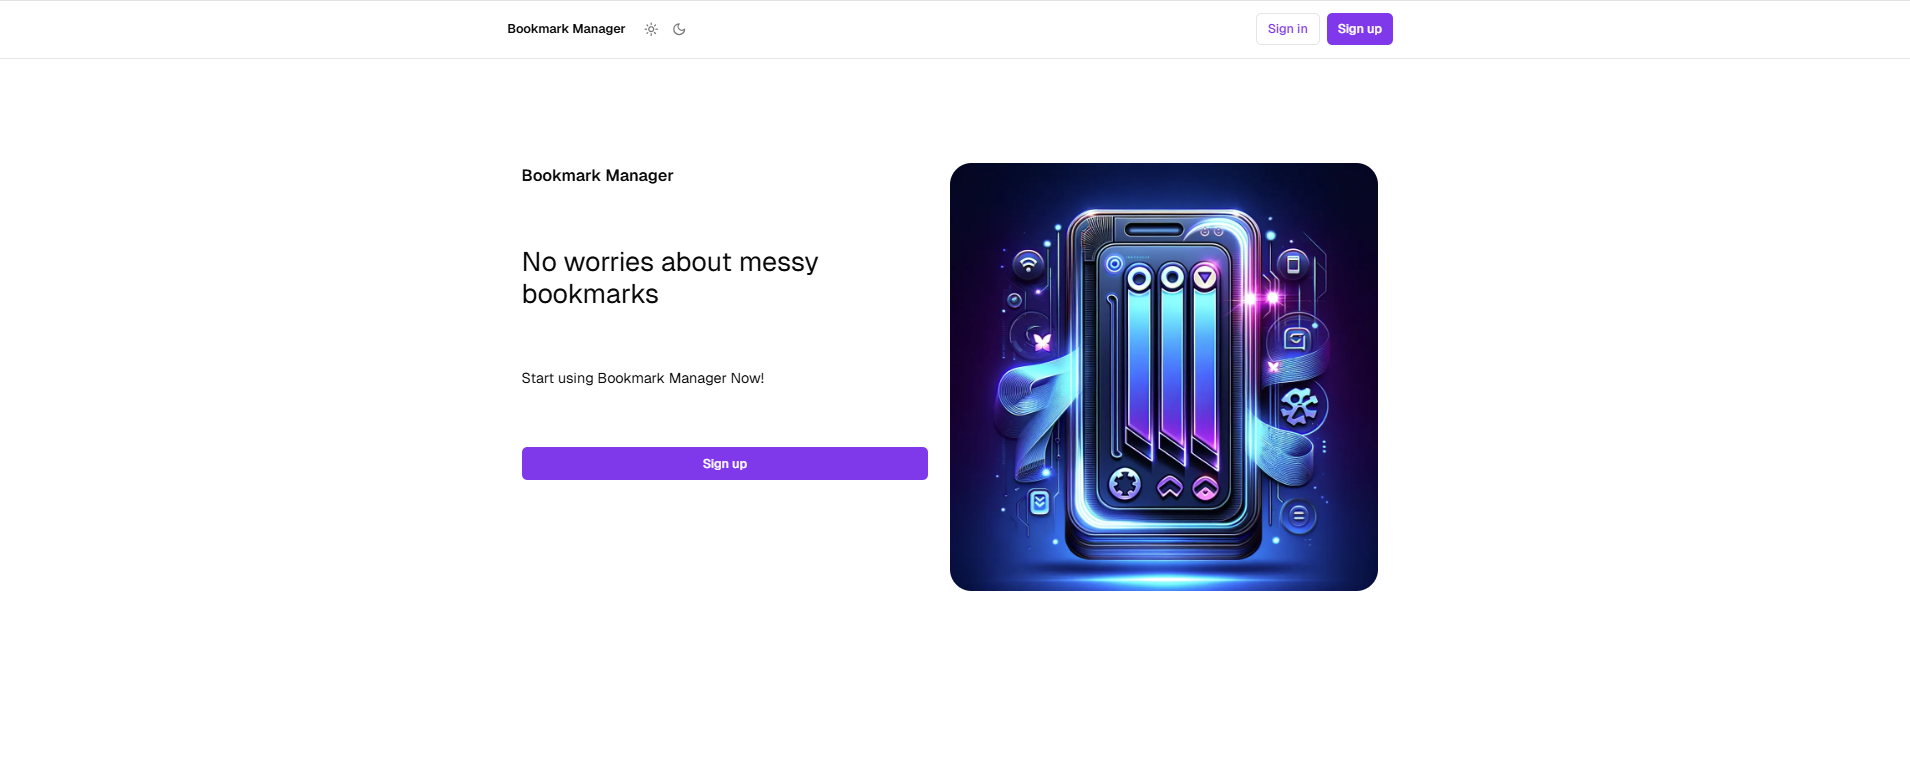 Bookmark Manager
Sign in
Sign up
Bookmark Manager
No worries about messy
bookmarks
Start using Bookmark Manager Now!
Sign up